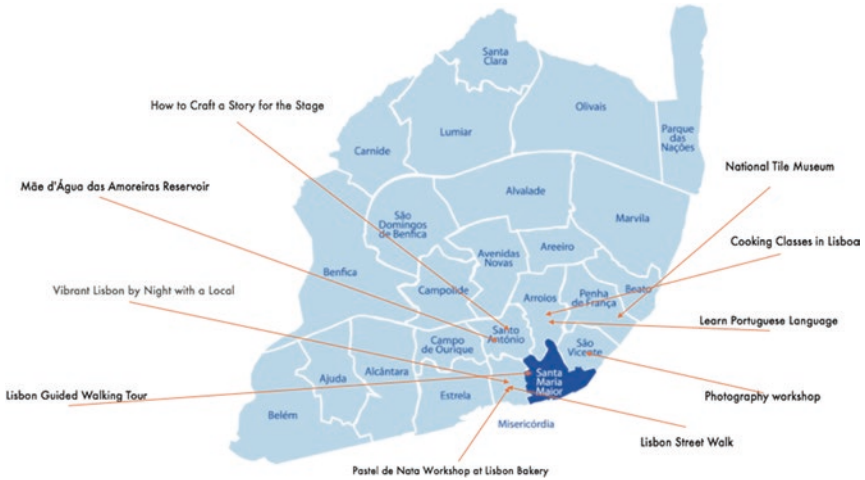 Santa
Clara
How to Craft a Story for the Stage
Olivais
Lumiar
Parque
das
Nações
Carnide
National Tile Museum
Mãe d'Água das Amoreiras Reservoir
Alvalade
São
Domingos
de Benfica
Marvila
Cooking Classes in Lisboa
Avenidas
Novas
Areeiro
Benfica
Vibrant Lisbon by Night with a Local
Campolide
Arroios
Penha
de França
Beato
Learn Portuguese Language
Santo
António
Campo
de Ourique
São
Vicente
Alcântara
Ajuda
Santa
Maria
Maior
Lisbon Guided Walking Tour
Estrela
Photography workshop
Belém
Misericórdia
Lisbon Street Walk
Pastel de Nata Workshop at Lisbon Bakery